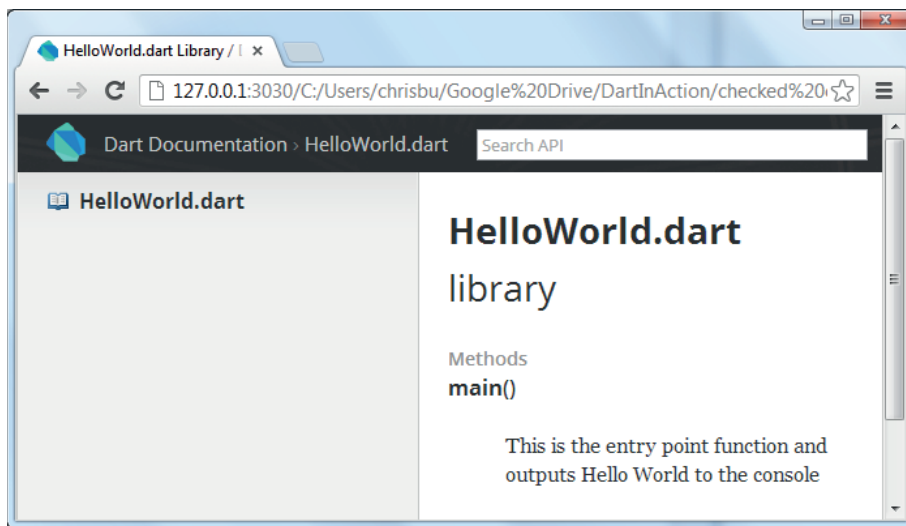 HelloWorld.dart Library / [
127.0.0.1:3030/C:/Users/chrisbu/Google%20Drive/DartInAction/checked%20
Dart Documentation › HelloWorld.dart
Search API
HelloWorld.dart
HelloWorld.dart
library
Methods
main()
This is the entry point function and
outputs Hello World to the console